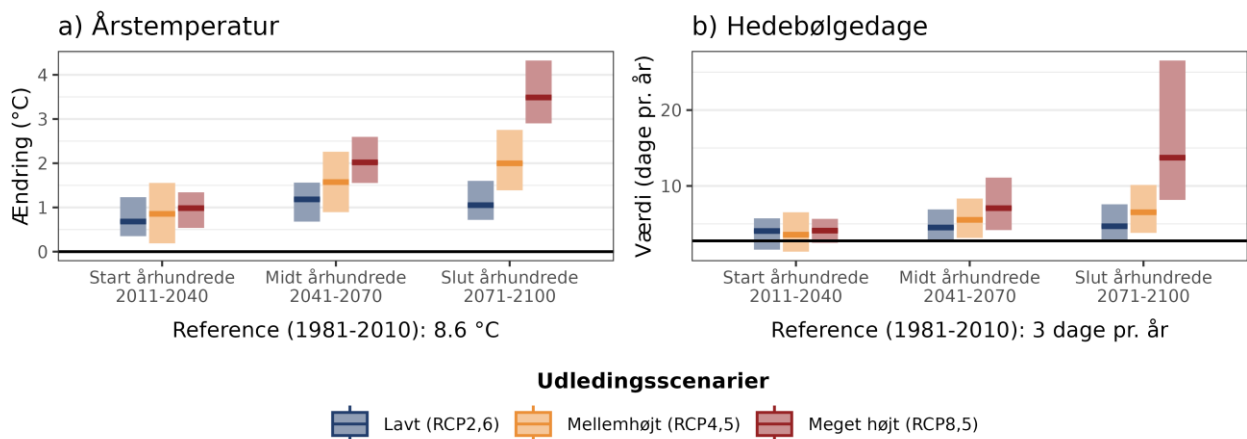 a) Årstemperatur
Ændring (°C)
4
3
2
1
0
Start århundrede
2011-2040
Midt århundrede
2041-2070
Slut århundrede
2071-2100
Reference (1981-2010): 8.6 °C
b) Hedebølgedage
Værdi (dage pr. år)
20
10
Start århundrede
2011-2040
Midt århundrede
2041-2070
Slut århundrede
2071-2100
Reference (1981-2010): 3 dage pr. år
Udledingsscenarier
Lavt (RCP2,6)
Mellemhøjt (RCP4,5)
Meget højt (RCP8,5)